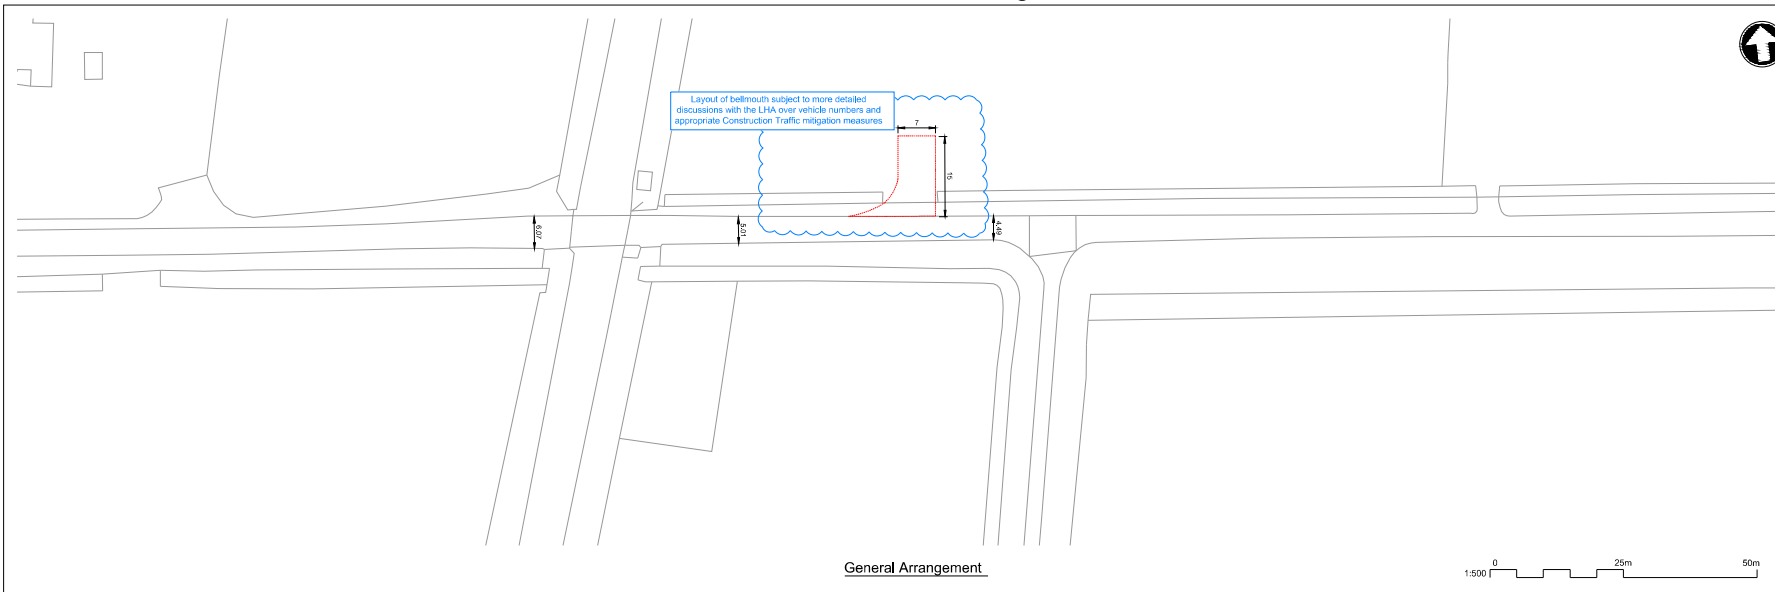 Layout of bellmouth subject to more detailed
discussions with the LHA over vehicle numbers and
appropriate Construction Traffic mitigation measures
7
15
6.07
5.01
4.49
General Arrangement
1:500
0
25m
50m